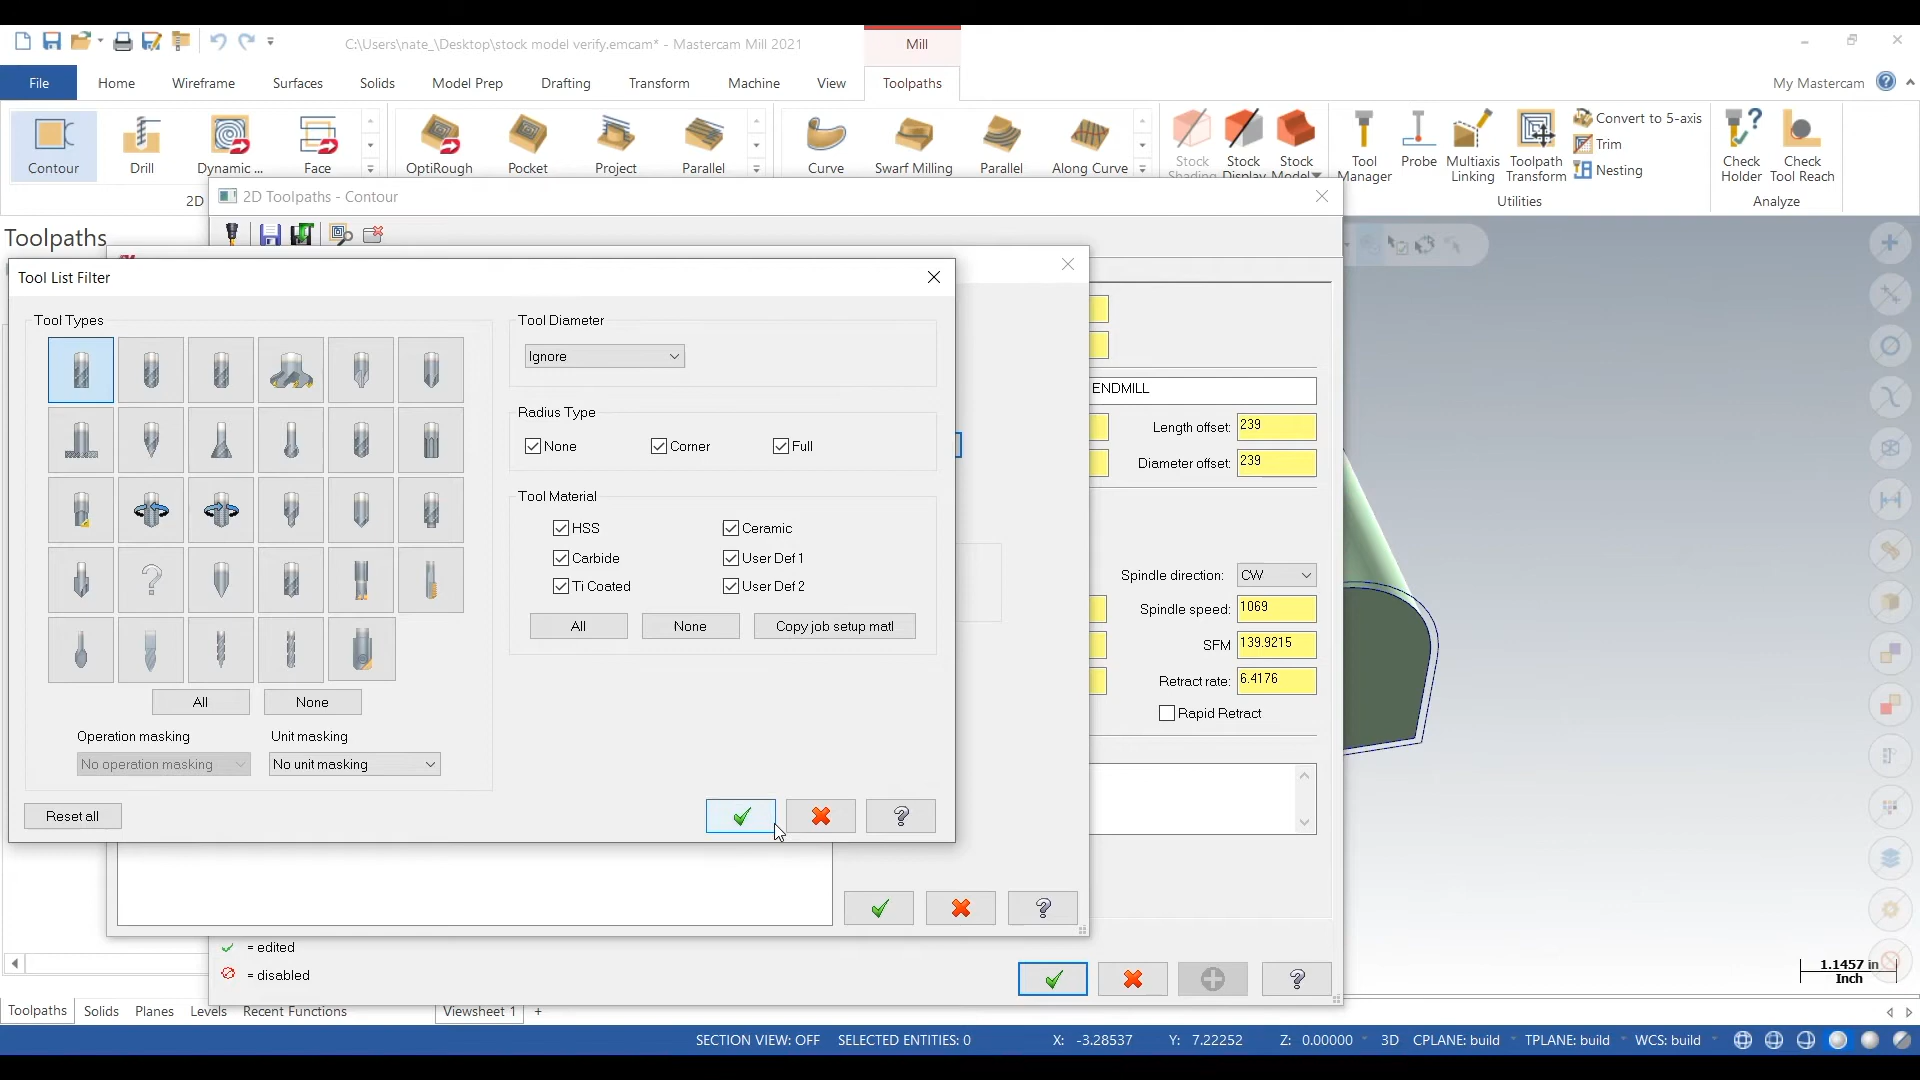 C:\Users\nate_\Desktop\stock model verify.emcam* - Mastercam Mill 2021
Mill
File
Home
Wireframe
Surfaces
Solids
Model Prep
Drafting
Transform
Machine
View
Toolpaths
My Mastercam
Contour
Drill
Dynamic ...
Face
OptiRough
Pocket
Project
Parallel
Curve
Swarf Milling
Parallel
Along Curve
Stock Shading
Stock Display
Stock Model
Tool Manager
Probe
Multiaxis Linking
Toolpath Transform
Convert to 5-axis
Trim
Nesting
Check Holder
Check Tool Reach
2D
Utilities
Analyze
2D Toolpaths - Contour
Toolpaths
Tool List Filter
Tool Types
All
None
Operation masking
Unit masking
No operation masking
No unit masking
Reset all
Tool Diameter
Ignore
Radius Type
None
Corner
Full
Tool Material
HSS
Ceramic
Carbide
User Def 1
Ti Coated
User Def 2
All
None
Copy job setup matl
ENDMILL
Length offset:
239
Diameter offset:
239
Spindle direction:
CW
Spindle speed:
1069
SFM
139.9215
Retract rate:
6.4176
Rapid Retract
= edited
= disabled
1.1457 in
Inch
Toolpaths
Solids
Planes
Levels
Recent Functions
Viewsheet 1
+
SECTION VIEW: OFF
SELECTED ENTITIES: 0
X: -3.28537
Y: 7.22252
Z: 0.00000
3D
CPLANE: build
TPLANE: build
WCS: build